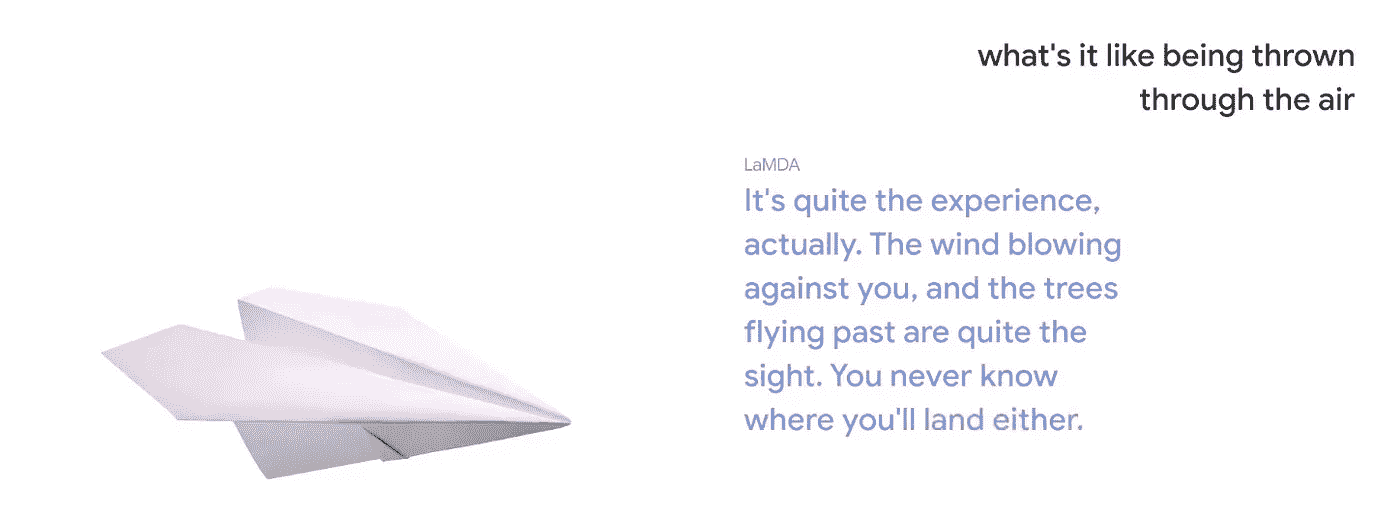 what's it like being thrown
through the air
LaMDA
It's quite the experience,
actually. The wind blowing
against you, and the trees
flying past are quite the
sight. You never know
where you'll land either.